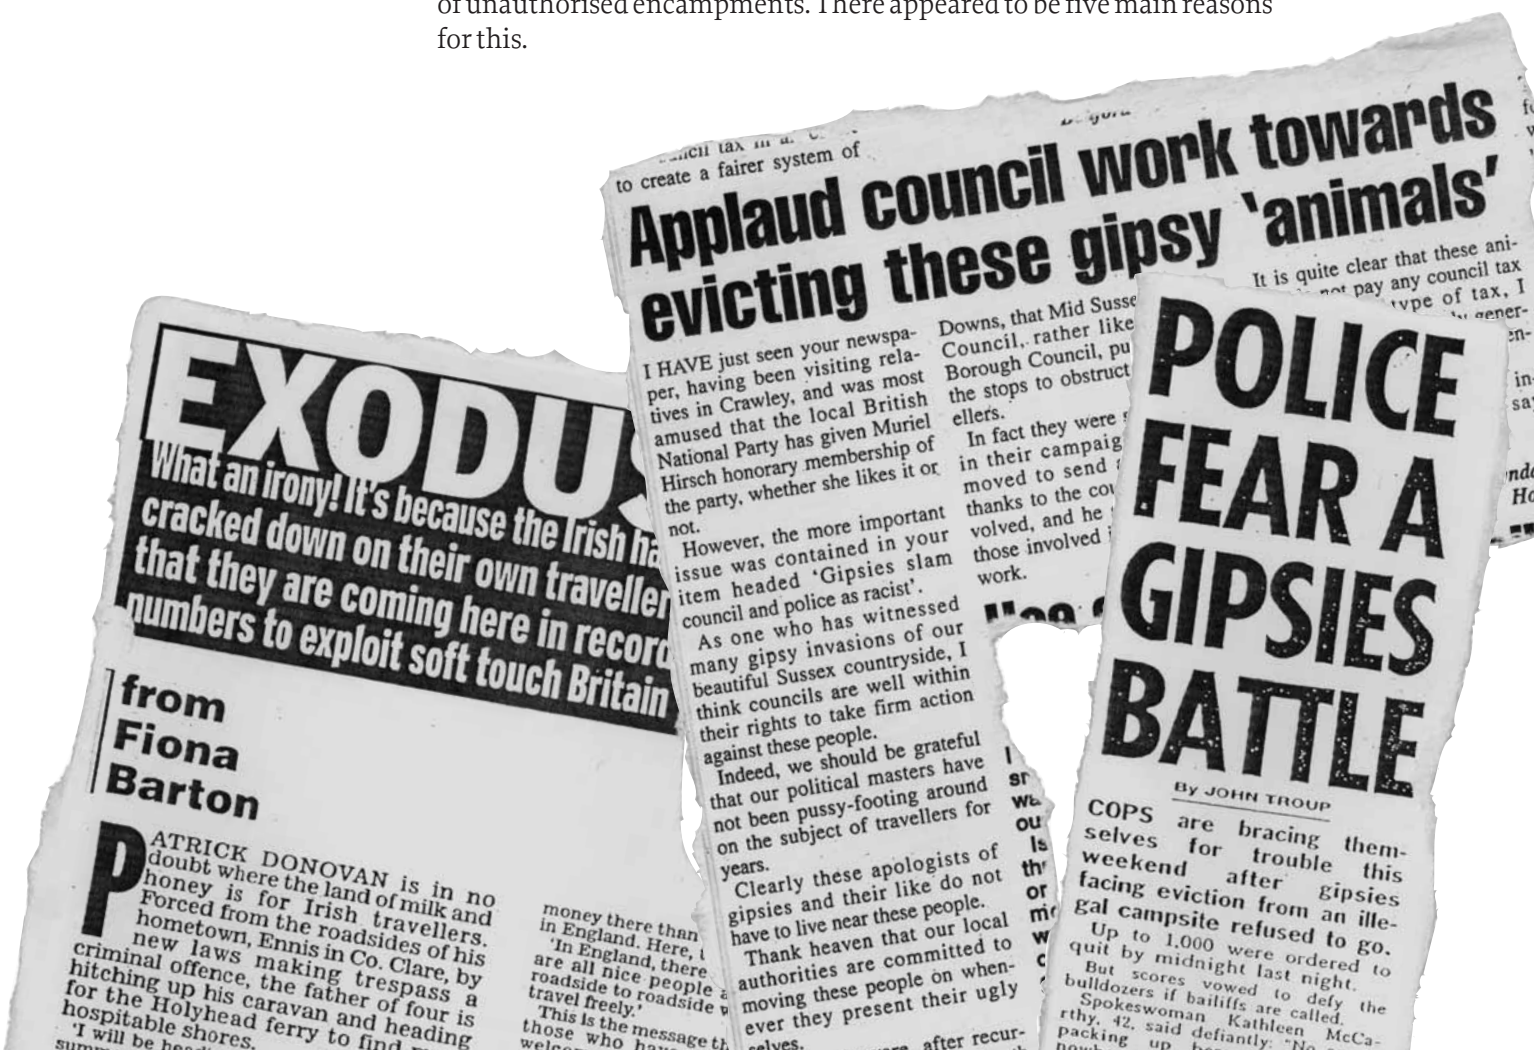 of unauthorised encampments. There appeared to be five main reasons
for this.
to create a fairer system of
Applaud council work towards
evicting these gipsy 'animals'
I HAVE just seen your newspa-
per, having been visiting rela-
tives in Crawley, and was most
amused that the local British
National Party has given Muriel
Hirsch honorary membership of
the party, whether she likes it or
not.
However, the more important
issue was contained in your
item headed 'Gipsies slam
council and police as racist'.
As one who has witnessed
many gipsy invasions of our
beautiful Sussex countryside, I
think councils are well within
their rights to take firm action
against these people.
Indeed, we should be grateful
that our political masters have
not been pussy-footing around
on the subject of travellers for
years.
Clearly these apologists of
gipsies and their like do not
have to live near these people.
Thank heaven that our local
authorities are committed to
moving these people on when-
ever they present their ugly
selves.
after recur-
Downs, that Mid Susse
Council, rather like
Borough Council, pu
the stops to obstruct
ellers.
In fact they were
in their campaig
moved to send
thanks to the cou
volved, and he
those involved
work.
It is quite clear that these ani-
not pay any council tax
type of tax, I
gener-
EXODUS
What an irony! It's because the Irish ha
cracked down on their own traveller
that they are coming here in record
numbers to exploit soft touch Britain
from
Fiona
Barton
PATRICK DONOVAN is in no
doubt where the land of milk and
honey is for Irish travellers.
Forced from the roadsides of his
hometown, Ennis in Co. Clare, by
new laws making trespass a
criminal offence, the father of four is
hitching up his caravan and heading
for the Holyhead ferry to find
hospitable shores.
'I will be
money there than
in England. Here,
'In England, there
are all nice people
roadside to roadside
travel freely.'
This is the message
those who
POLICE
FEAR A
GIPSIES
BATTLE
By JOHN TROUP
COPS are bracing them-
selves for trouble this
weekend after gipsies
facing eviction from an ille-
gal campsite refused to go.
Up to 1,000 were ordered to
quit by midnight last night.
But scores vowed to defy the
bulldozers if bailiffs are called.
Spokeswoman Kathleen McCa-
rthy, 42, said defiantly: "No
packing up